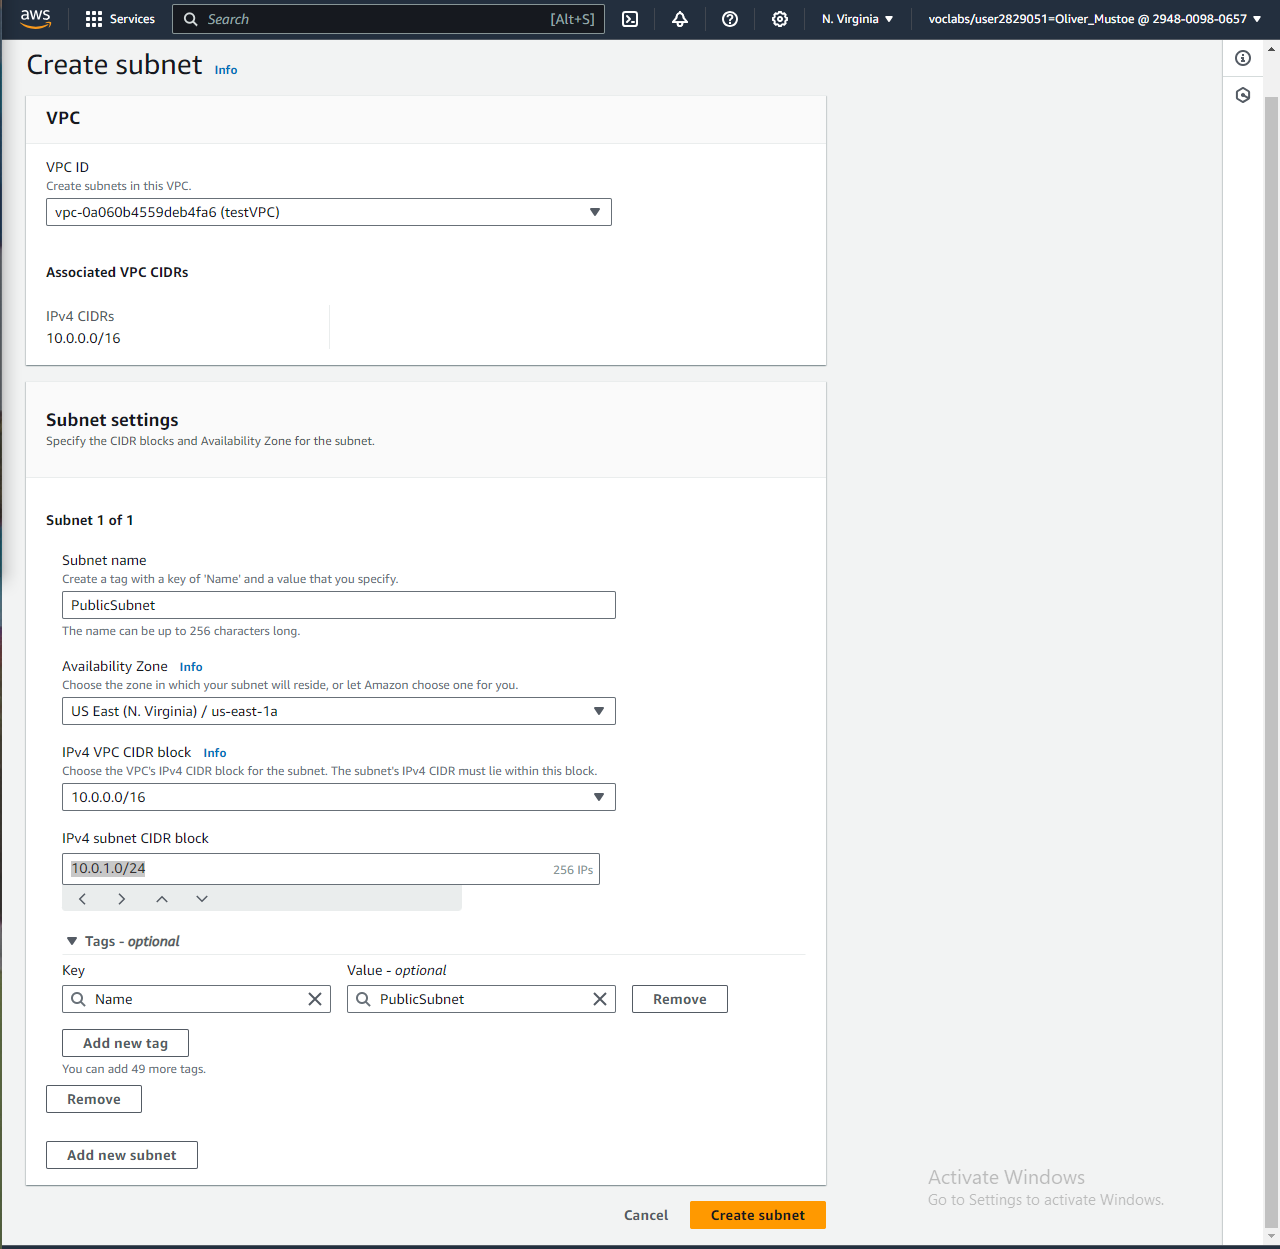 aws
Services
Search
[Alt+S]
N. Virginia
voclabs/user2829051=Oliver_Mustoe @ 2948-0098-0657
Create subnet Info
VPC
VPC ID
Create subnets in this VPC.
vpc-0a060b4559deb4fa6 (testVPC)
Associated VPC CIDRs
IPv4 CIDRs
10.0.0.0/16
Subnet settings
Specify the CIDR blocks and Availability Zone for the subnet.
Subnet 1 of 1
Subnet name
Create a tag with a key of 'Name' and a value that you specify.
PublicSubnet
The name can be up to 256 characters long.
Availability Zone Info
Choose the zone in which your subnet will reside, or let Amazon choose one for you.
US East (N. Virginia) / us-east-1a
IPv4 VPC CIDR block Info
Choose the VPC's IPv4 CIDR block for the subnet. The subnet's IPv4 CIDR must lie within this block.
10.0.0.0/16
IPv4 subnet CIDR block
10.0.1.0/24 256 IPs
Tags - optional
Key Value - optional
Name PublicSubnet Remove
Add new tag
You can add 49 more tags.
Remove
Add new subnet
Activate Windows
Go to Settings to activate Windows.
Cancel Create subnet